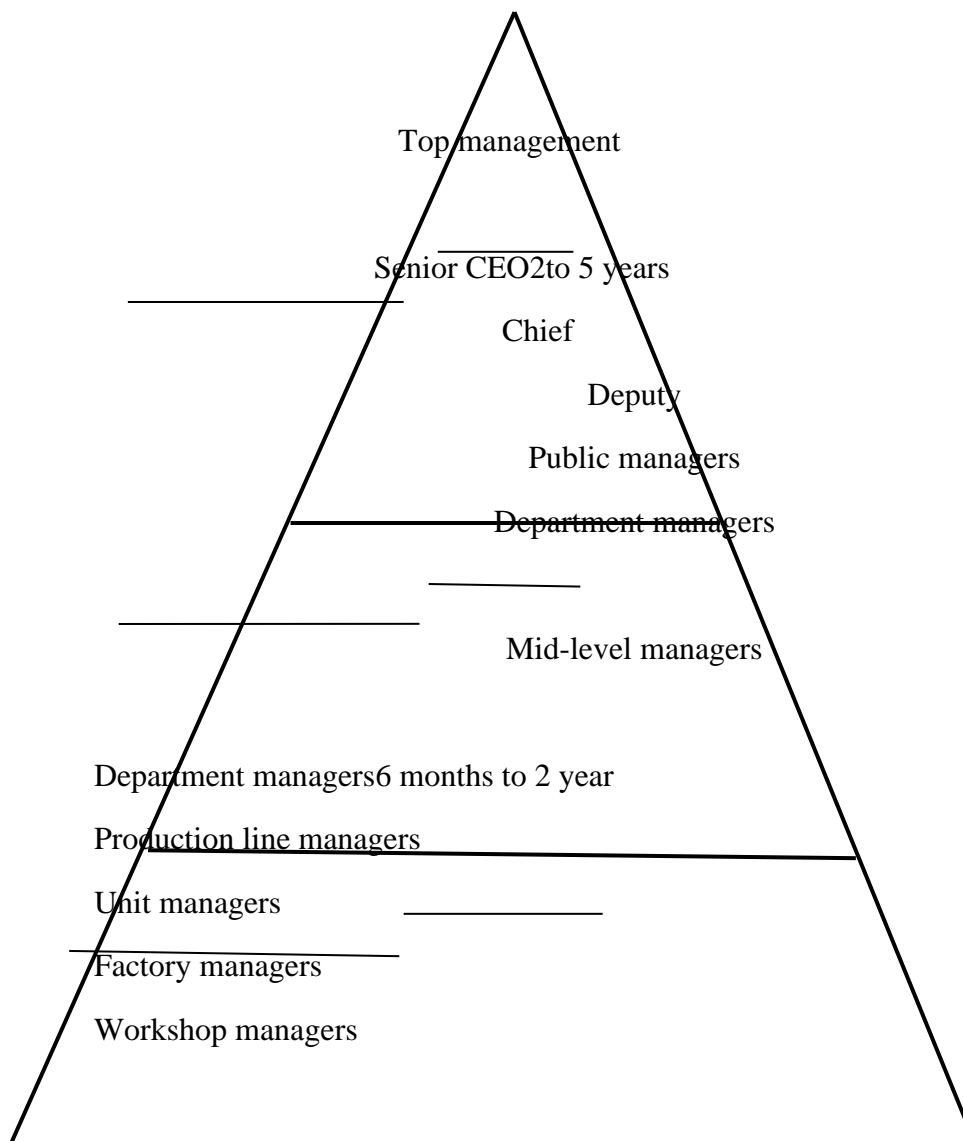 Top management
Senior CEO2to 5 years
Chief
Deputy
Public managers
Department managers
Mid-level managers
Department managers6 months to 2 year
Production line managers
Unit managers
Factory managers
Workshop managers